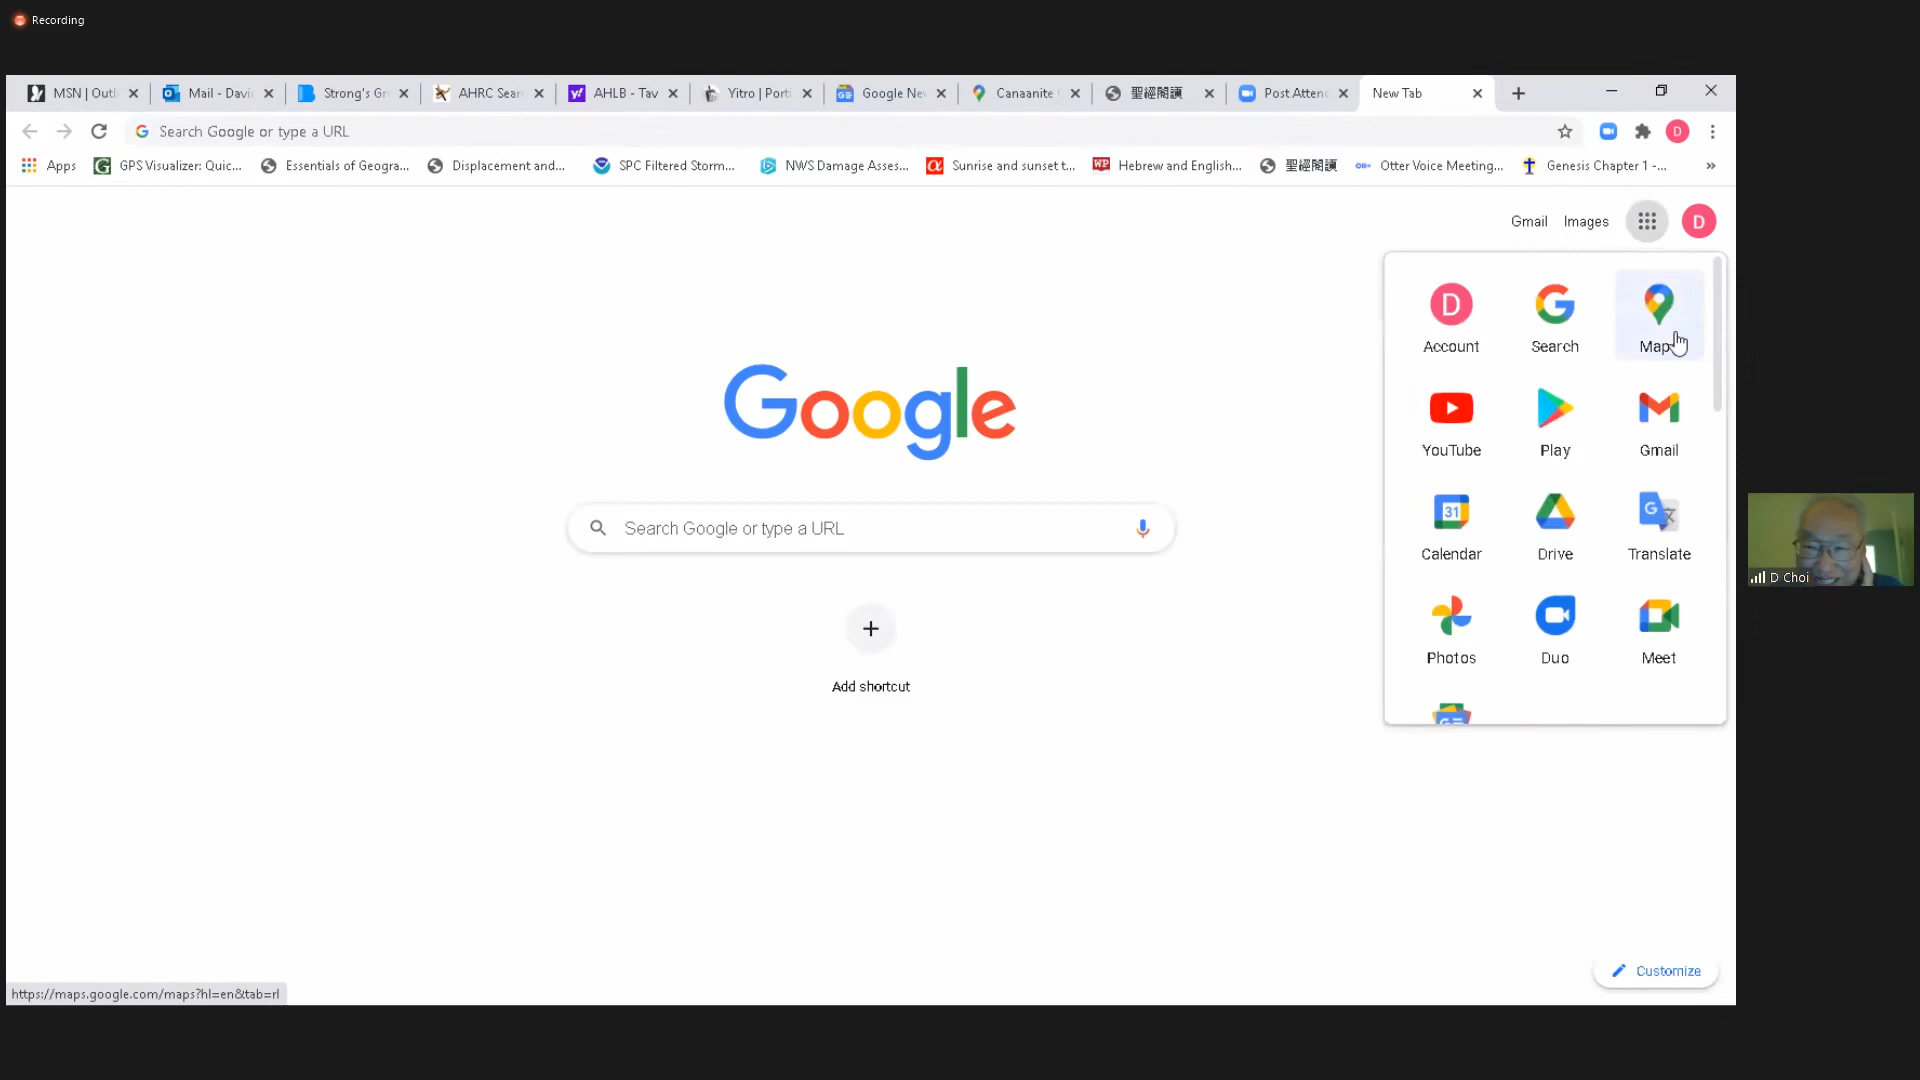 Recording
MSN | Outl
Mail - Davi
Strong's Gr
AHRC Sear
AHLB - Tav
Yitro | Porti
Google Ne
Canaanite
聖經閱讀
Post Atten
New Tab
Search Google or type a URL
D
Apps
GPS Visualizer: Quic...
Essentials of Geogra...
Displacement and...
SPC Filtered Storm...
NWS Damage Asses...
Sunrise and sunset t...
Hebrew and English...
聖經閱讀
Otter Voice Meeting...
Genesis Chapter 1 -...
Gmail
Images
D
D
Account
Search
Map
YouTube
Play
Gmail
31
Calendar
Drive
Translate
Photos
Duo
Meet
Google
Search Google or type a URL
Add shortcut
Customize
https://maps.google.com/maps?hl=en&tab=rl
D Choi